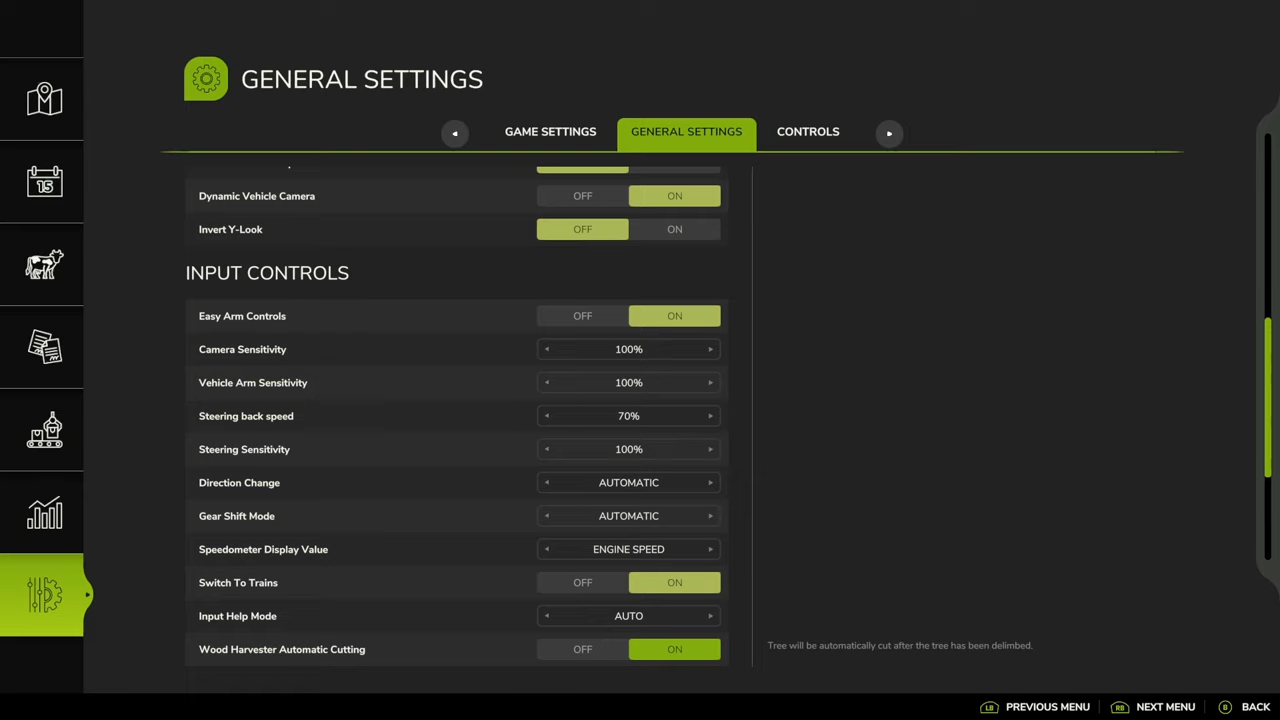 GENERAL SETTINGS
GAME SETTINGS GENERAL SETTINGS CONTROLS
Dynamic Vehicle Camera OFF ON
Invert Y-Look OFF ON
INPUT CONTROLS
Easy Arm Controls OFF ON
Camera Sensitivity 100%
Vehicle Arm Sensitivity 100%
Steering back speed 70%
Steering Sensitivity 100%
Direction Change AUTOMATIC
Gear Shift Mode AUTOMATIC
Speedometer Display Value ENGINE SPEED
Switch To Trains OFF ON
Input Help Mode AUTO
Wood Harvester Automatic Cutting OFF ON
Tree will be automatically cut after the tree has been delimbed.
15
LB PREVIOUS MENU RB NEXT MENU B BACK